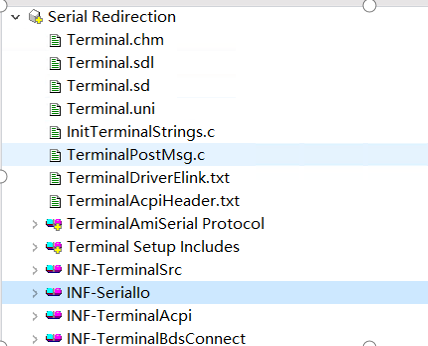 Serial Redirection
Terminal.chm
Terminal.sdl
Terminal.sd
Terminal.uni
InitTerminalStrings.c
TerminalPostMsg.c
TerminalDriverElink.txt
TerminalAcpiHeader.txt
TerminalAmiSerial Protocol
Terminal Setup Includes
INF-TerminalSrc
INF-SerialIo
INF-TerminalAcpi
INF-TerminalBdsConnect